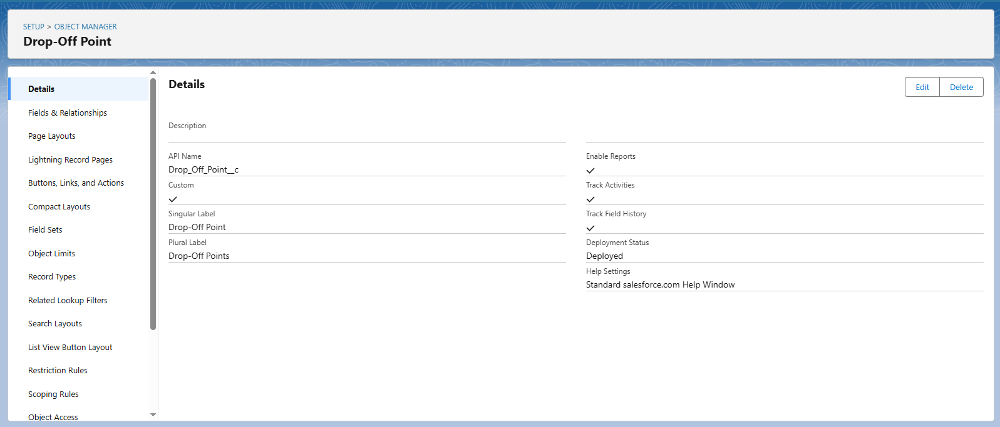 SETUP > OBJECT MANAGER
Drop-Off Point
Details
Fields & Relationships
Page Layouts
Lightning Record Pages
Buttons, Links, and Actions
Compact Layouts
Field Sets
Object Limits
Record Types
Related Lookup Filters
Search Layouts
List View Button Layout
Restriction Rules
Scoping Rules
Object Access
Details
Edit
Delete
Description
API Name
Drop_Off_Point__c
Custom
Singular Label
Drop-Off Point
Plural Label
Drop-Off Points
Enable Reports
Track Activities
Track Field History
Deployment Status
Deployed
Help Settings
Standard salesforce.com Help Window